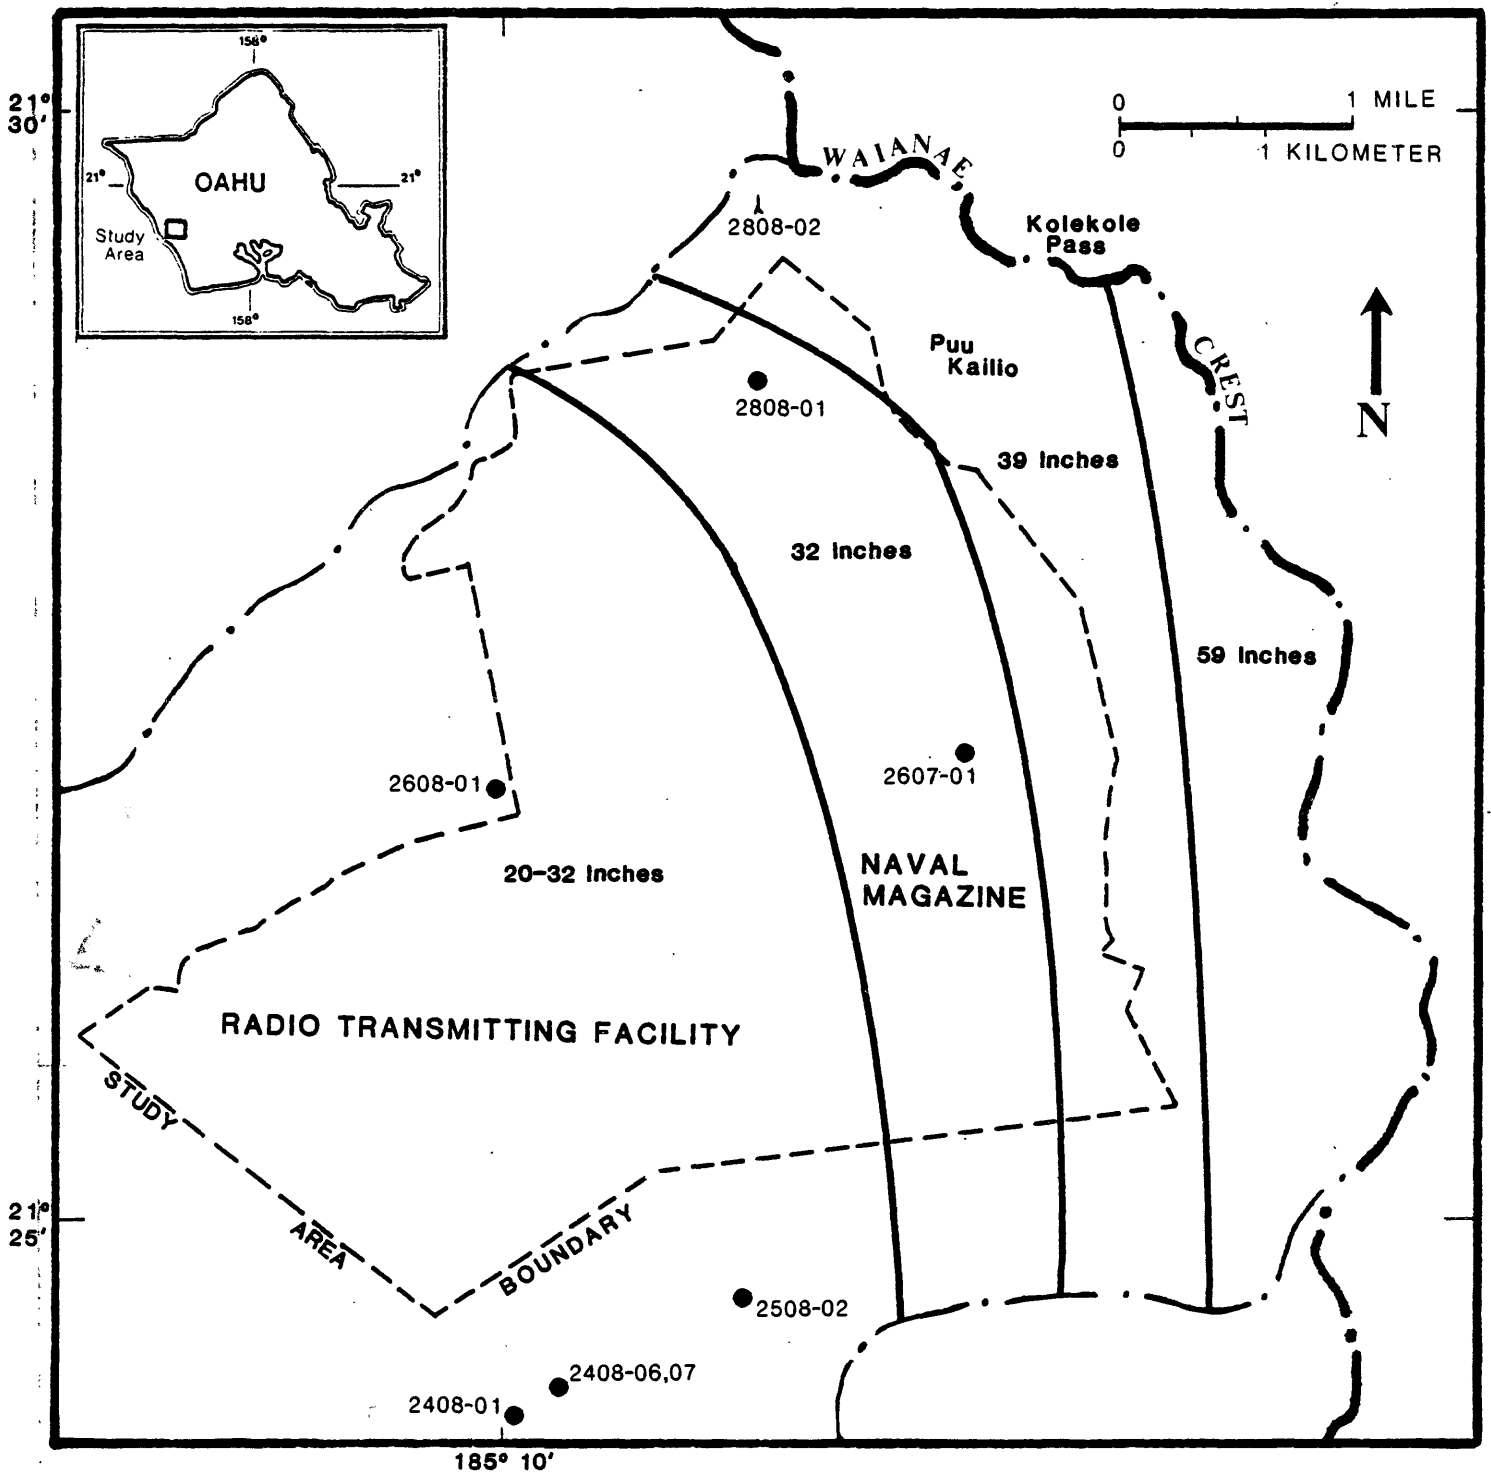 158°
21°
30'
0 1 MILE
0 1 KILOMETER
WAIANAE
OAHU
21°
21°
2808-02
Kolekole
Pass
Study
Area
158°
N
CREST
Puu
Kailio
2808-01
39 Inches
32 Inches
59 Inches
2608-01
2607-01
20-32 Inches
NAVAL
MAGAZINE
RADIO TRANSMITTING FACILITY
STUDY
AREA
BOUNDARY
21°
25'
2508-02
2408-06,07
2408-01
185° 10'